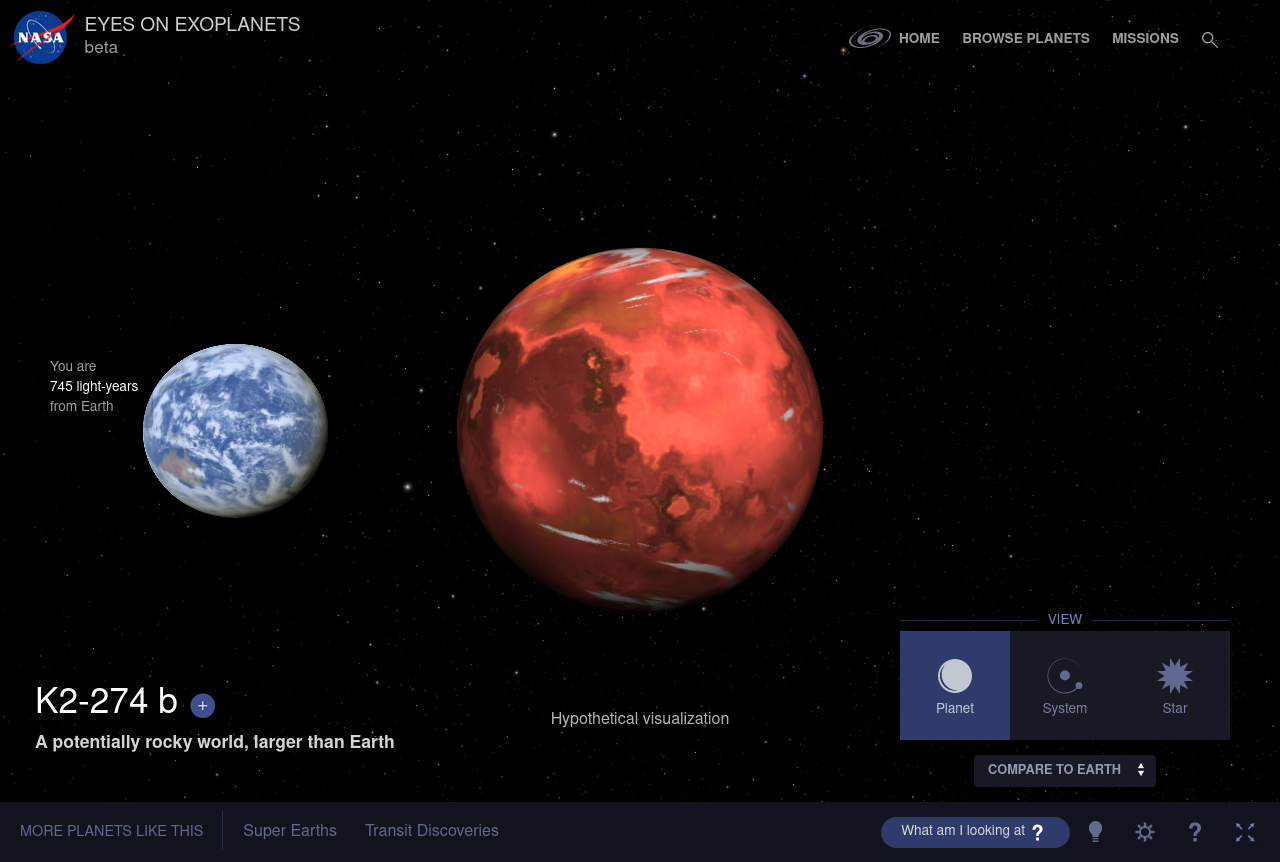 NASA
EYES ON EXOPLANETS
beta
HOME
BROWSE PLANETS
MISSIONS
You are
745 light-years
from Earth
VIEW
Planet
System
Star
K2-274 b +
A potentially rocky world, larger than Earth
Hypothetical visualization
COMPARE TO EARTH
MORE PLANETS LIKE THIS
Super Earths
Transit Discoveries
What am I looking at ?
?